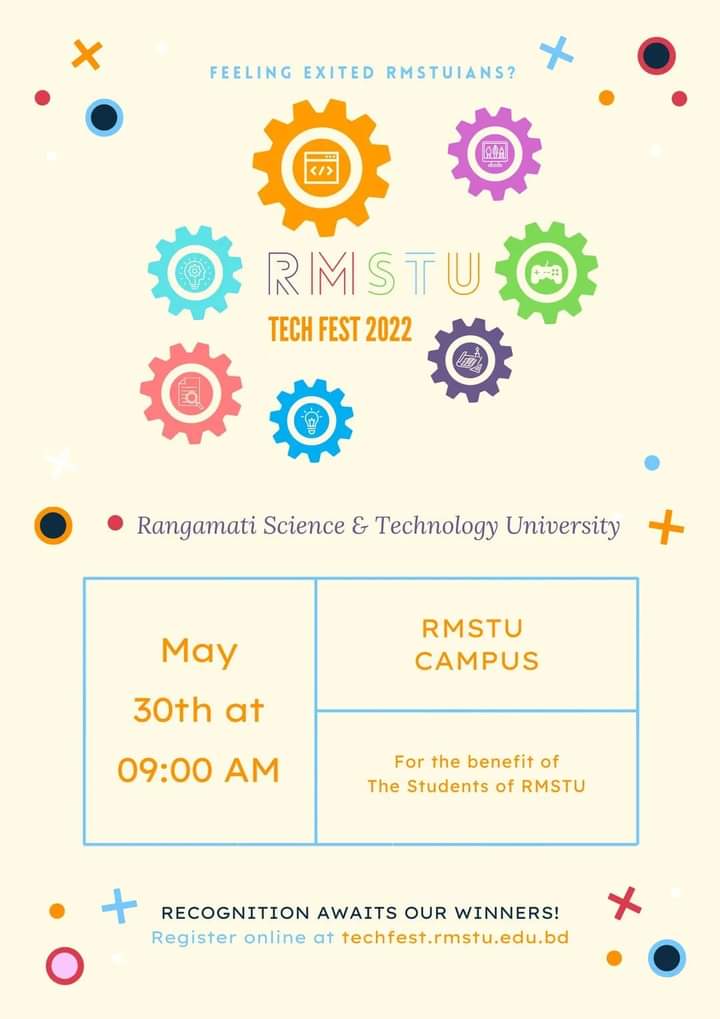 FEELING EXITED RMSTUIANS?
RMSTU
TECH FEST 2022
Rangamati Science & Technology University
May
30th at
09:00 AM
RMSTU
CAMPUS
For the benefit of
The Students of RMSTU
RECOGNITION AWAITS OUR WINNERS!
Register online at techfest.rmstu.edu.bd